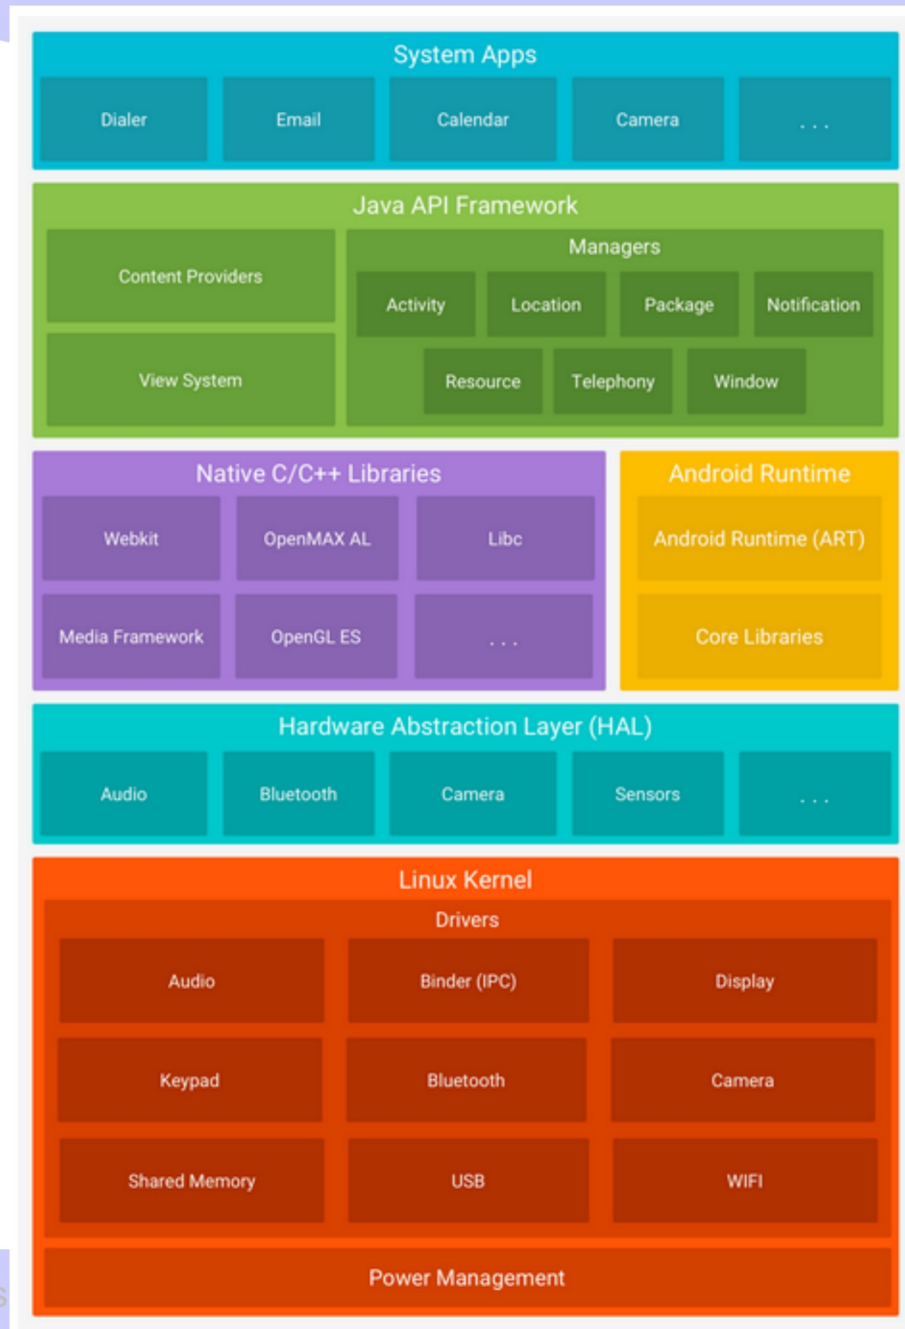 System Apps
Dialer Email Calendar Camera . . .
Java API Framework
Content Providers
View System
Managers
Activity Location Package Notification
Resource Telephony Window
Native C/C++ Libraries
Webkit OpenMAX AL Libc
Media Framework OpenGL ES . . .
Android Runtime
Android Runtime (ART)
Core Libraries
Hardware Abstraction Layer (HAL)
Audio Bluetooth Camera Sensors . . .
Linux Kernel
Drivers
Audio Binder (IPC) Display
Keypad Bluetooth Camera
Shared Memory USB WIFI
Power Management